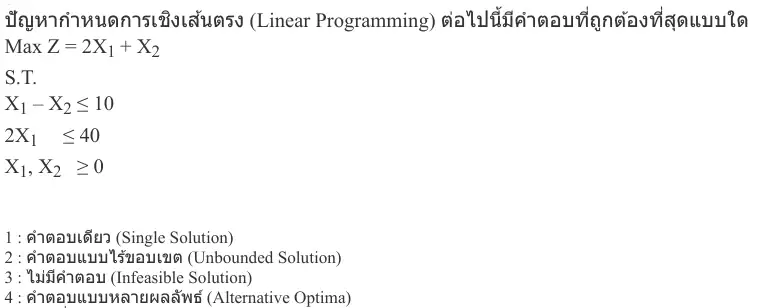 ปัญหากำหนดการเชิงเส้นตรง (Linear Programming) ต่อไปนี้มีคำตอบที่ถูกต้องที่สุดแบบใด
Max Z = 2X₁ + X₂
S.T.
X₁ – X₂ ≤ 10
2X₁ ≤ 40
X₁, X₂ ≥ 0
1 : คำตอบเดียว (Single Solution)
2 : คำตอบแบบไร้ขอบเขต (Unbounded Solution)
3 : ไม่มีคำตอบ (Infeasible Solution)
4 : คำตอบแบบหลายผลลัพธ์ (Alternative Optima)